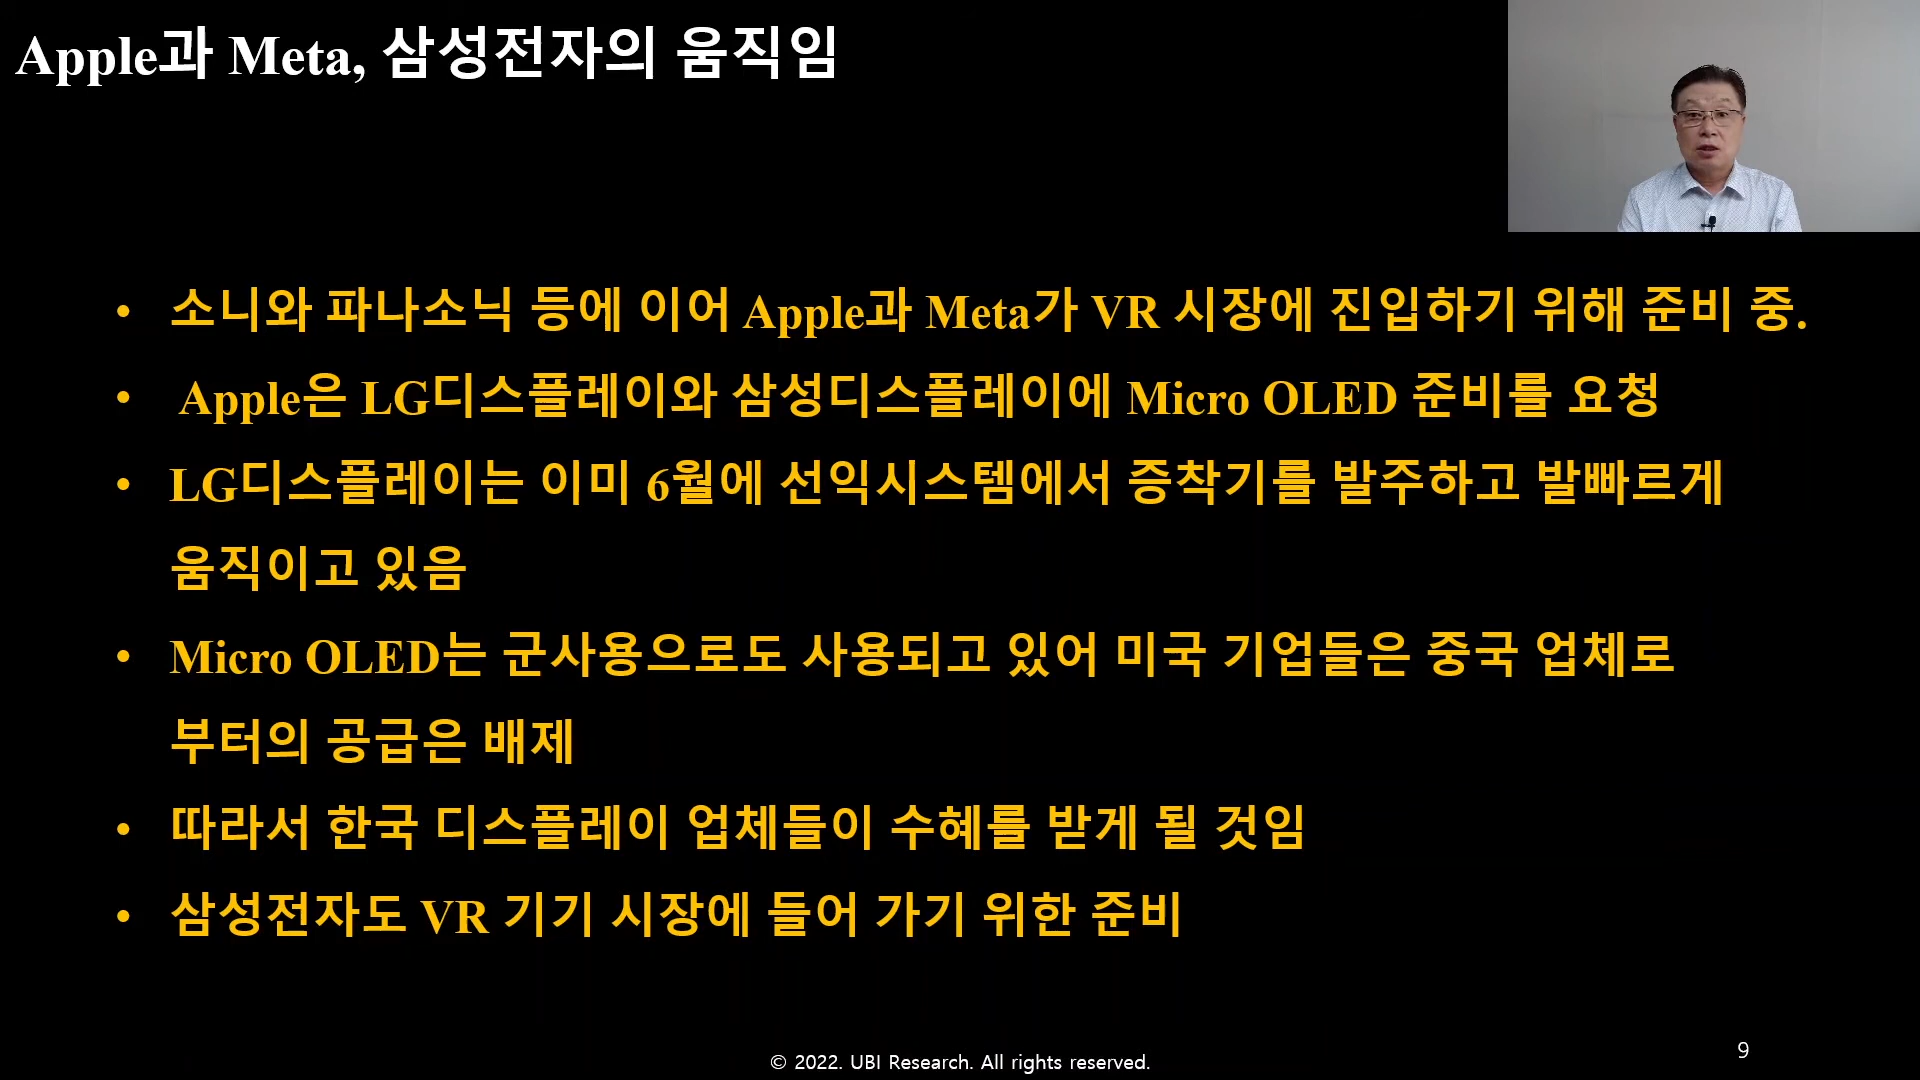 Apple과 Meta, 삼성전자의 움직임
• 소니와 파나소닉 등에 이어 Apple과 Meta가 VR 시장에 진입하기 위해 준비 중.
• Apple은 LG디스플레이와 삼성디스플레이에 Micro OLED 준비를 요청
• LG디스플레이는 이미 6월에 선익시스템에서 증착기를 발주하고 발빠르게
움직이고 있음
• Micro OLED는 군사용으로도 사용되고 있어 미국 기업들은 중국 업체로
부터의 공급은 배제
• 따라서 한국 디스플레이 업체들이 수혜를 받게 될 것임
• 삼성전자도 VR 기기 시장에 들어 가기 위한 준비
© 2022. UBI Research. All rights reserved.
9